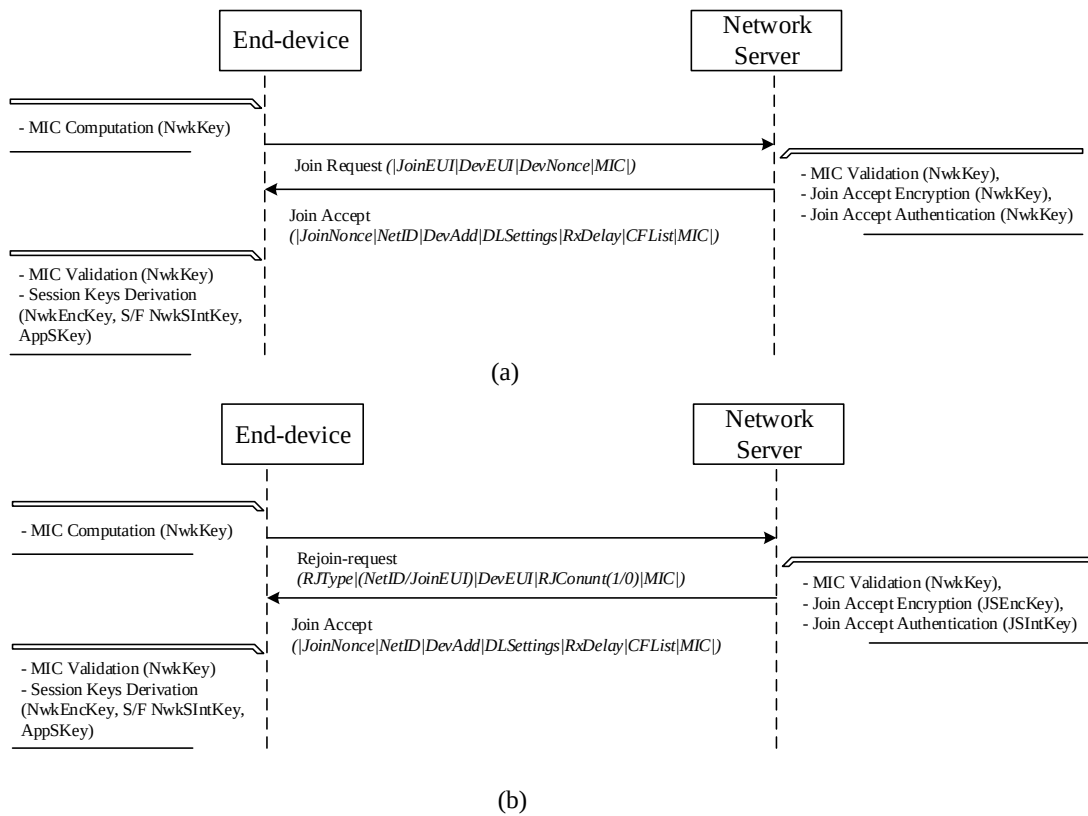 End-device
Network
Server
- MIC Computation (NwkKey)
Join Request (|JoinEUI|DevEUI|DevNonce|MIC|)
- MIC Validation (NwkKey),
- Join Accept Encryption (NwkKey),
- Join Accept Authentication (NwkKey)
Join Accept
(|JoinNonce|NetID|DevAdd|DLSettings|RxDelay|CFList|MIC|)
- MIC Validation (NwkKey)
- Session Keys Derivation
(NwkEncKey, S/F NwkSIntKey,
AppSKey)
(a)
End-device
Network
Server
- MIC Computation (NwkKey)
Rejoin-request
(RJType|(NetID/JoinEUI)|DevEUI|RJConunt(1/0)|MIC|)
- MIC Validation (NwkKey),
- Join Accept Encryption (JSEncKey),
- Join Accept Authentication (JSIntKey)
Join Accept
(|JoinNonce|NetID|DevAdd|DLSettings|RxDelay|CFList|MIC|)
- MIC Validation (NwkKey)
- Session Keys Derivation
(NwkEncKey, S/F NwkSIntKey,
AppSKey)
(b)